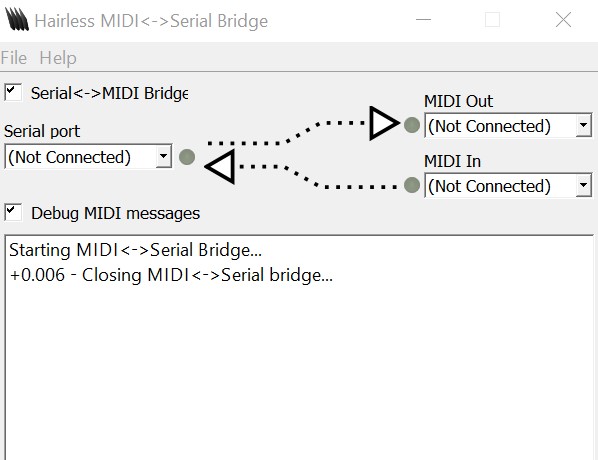 Hairless MIDI<->Serial Bridge
File Help
Serial<->MIDI Bridge
MIDI Out
Serial port
(Not Connected)
(Not Connected)
MIDI In
(Not Connected)
Debug MIDI messages
Starting MIDI<->Serial Bridge...
+0.006 - Closing MIDI<->Serial bridge...